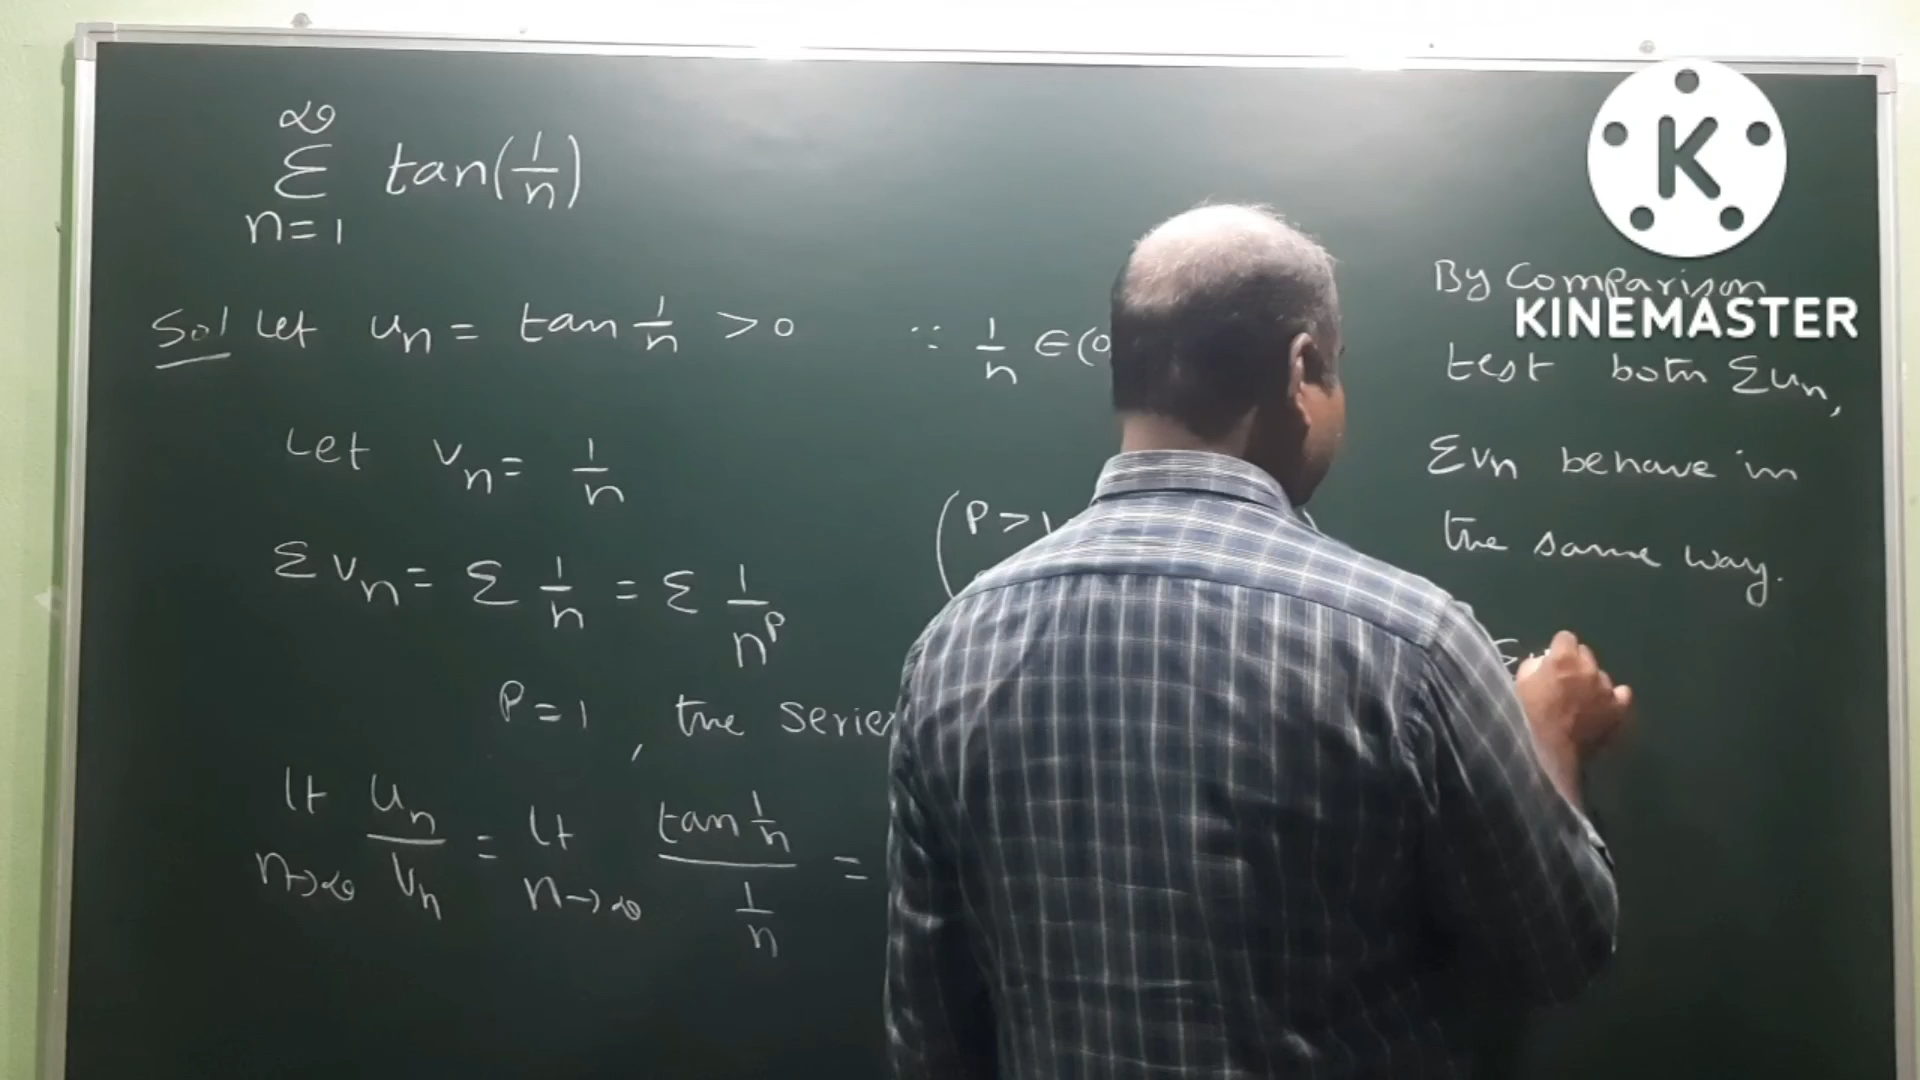 ∞
Σ tan(1/n)
n=1
Sol Let un = tan 1/n > 0 ∵ 1/n ∈ (0
Let vn = 1/n
Σvn = Σ 1/n = Σ 1/n^p
(P > 1
P = 1, the series
lt un/vn = lt tan 1/n / 1/n =
n→∞ n→∞
By Comparison
test both Σun,
Σvn behave in
the same way.
Σ
K
KINEMASTER